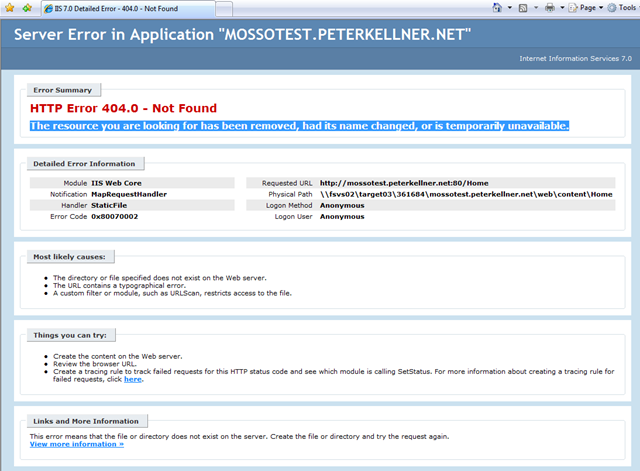 IIS 7.0 Detailed Error - 404.0 - Not Found
Page
Tools
Server Error in Application "MOSSOTEST.PETERKELLNER.NET"
Internet Information Services 7.0
Error Summary
HTTP Error 404.0 - Not Found
The resource you are looking for has been removed, had its name changed, or is temporarily unavailable.
Detailed Error Information
Module IIS Web Core
Notification MapRequestHandler
Handler StaticFile
Error Code 0x80070002
Requested URL http://mossotest.peterkellner.net:80/Home
Physical Path \\fsvs02\target03\361684\mossotest.peterkellner.net\web\content\Home
Logon Method Anonymous
Logon User Anonymous
Most likely causes:
• The directory or file specified does not exist on the Web server.
• The URL contains a typographical error.
• A custom filter or module, such as URLScan, restricts access to the file.
Things you can try:
• Create the content on the Web server.
• Review the browser URL.
• Create a tracing rule to track failed requests for this HTTP status code and see which module is calling SetStatus. For more information about creating a tracing rule for
failed requests, click here.
Links and More Information
This error means that the file or directory does not exist on the server. Create the file or directory and try the request again.
View more information »